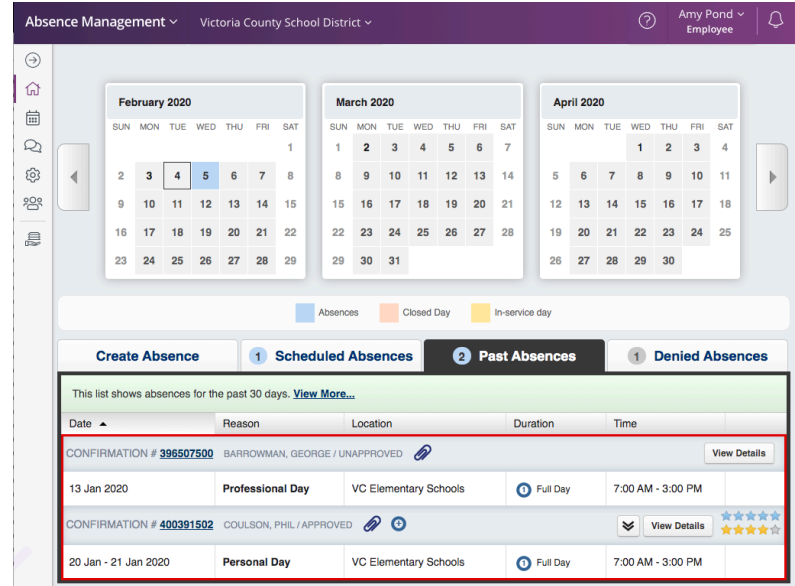 Absence Management Victoria County School District ? Amy Pond
Employee
February 2020
SUN MON TUE WED THU FRI SAT
1
2 3 4 5 6 7 8
9 10 11 12 13 14 15
16 17 18 19 20 21 22
23 24 25 26 27 28 29
March 2020
SUN MON TUE WED THU FRI SAT
1 2 3 4 5 6 7
8 9 10 11 12 13 14
15 16 17 18 19 20 21
22 23 24 25 26 27 28
29 30 31
April 2020
SUN MON TUE WED THU FRI SAT
1 2 3 4
5 6 7 8 9 10 11
12 13 14 15 16 17 18
19 20 21 22 23 24 25
26 27 28 29 30
Absences Closed Day In-service day
Create Absence 1 Scheduled Absences 2 Past Absences 1 Denied Absences
This list shows absences for the past 30 days. View More...
Date Reason Location Duration Time
CONFIRMATION # 396507500 BARROWMAN, GEORGE / UNAPPROVED View Details
13 Jan 2020 Professional Day VC Elementary Schools 1 Full Day 7:00 AM - 3:00 PM
CONFIRMATION # 400391502 COULSON, PHIL / APPROVED View Details
20 Jan - 21 Jan 2020 Personal Day VC Elementary Schools 1 Full Day 7:00 AM - 3:00 PM